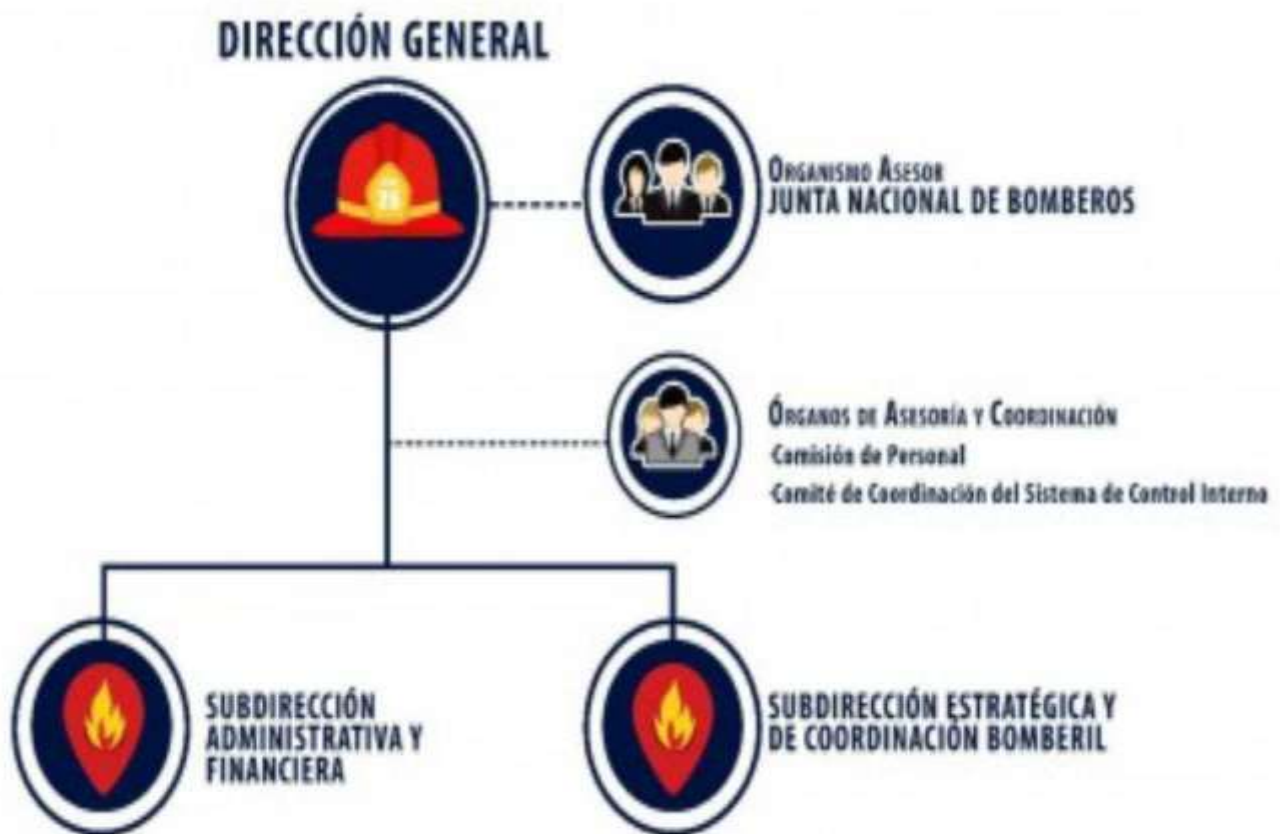 DIRECCIÓN GENERAL
ORGANISMO ASESOR
JUNTA NACIONAL DE BOMBEROS
ÓRGANOS DE ASESORÍA Y COORDINACIÓN
-Comisión de Personal
-Comité de Coordinación del Sistema de Control Interno
SUBDIRECCIÓN
ADMINISTRATIVA Y
FINANCIERA
SUBDIRECCIÓN ESTRATÉGICA Y
DE COORDINACIÓN BOMBERIL